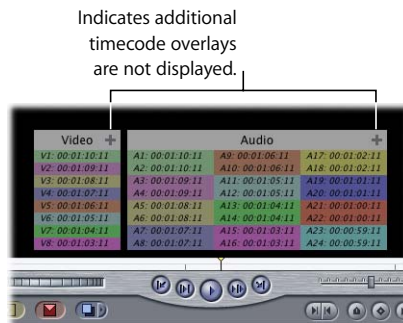 Indicates additional
timecode overlays
are not displayed.
Video +
Audio +
V1: 00:01:10:11 A1: 00:01:10:11 A9: 00:01:06:11 A17: 00:01:02:11
V2: 00:01:09:11 A2: 00:01:10:11 A10: 00:01:06:11 A18: 00:01:02:11
V3: 00:01:08:11 A3: 00:01:09:11 A11: 00:01:05:11 A19: 00:01:01:11
V4: 00:01:07:11 A4: 00:01:09:11 A12: 00:01:05:11 A20: 00:01:01:11
V5: 00:01:06:11 A5: 00:01:08:11 A13: 00:01:04:11 A21: 00:01:00:11
V6: 00:01:05:11 A6: 00:01:08:11 A14: 00:01:04:11 A22: 00:01:00:11
V7: 00:01:04:11 A7: 00:01:07:11 A15: 00:01:03:11 A23: 00:00:59:11
V8: 00:01:03:11 A8: 00:01:07:11 A16: 00:01:03:11 A24: 00:00:59:11